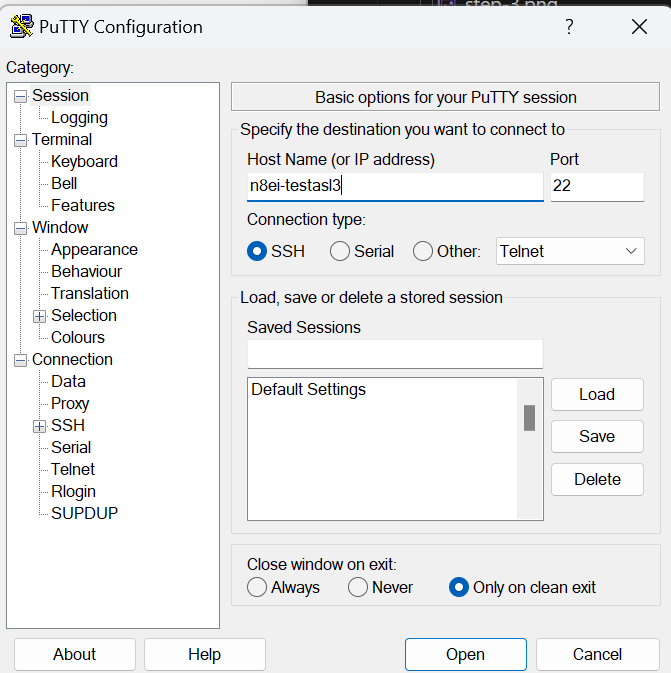 step-3.png
PuTTY Configuration
?
Category:
Session
Logging
Terminal
Keyboard
Bell
Features
Window
Appearance
Behaviour
Translation
Selection
Colours
Connection
Data
Proxy
SSH
Serial
Telnet
Rlogin
SUPDUP
Basic options for your PuTTY session
Specify the destination you want to connect to
Host Name (or IP address) Port
n8ei-testasl3 22
Connection type:
SSH Serial Other: Telnet
Load, save or delete a stored session
Saved Sessions
Default Settings
Load
Save
Delete
Close window on exit:
Always Never Only on clean exit
About Help Open Cancel